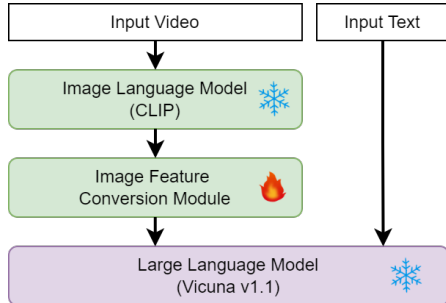 Input Video
Input Text
Image Language Model
(CLIP)
Image Feature
Conversion Module
Large Language Model
(Vicuna v1.1)